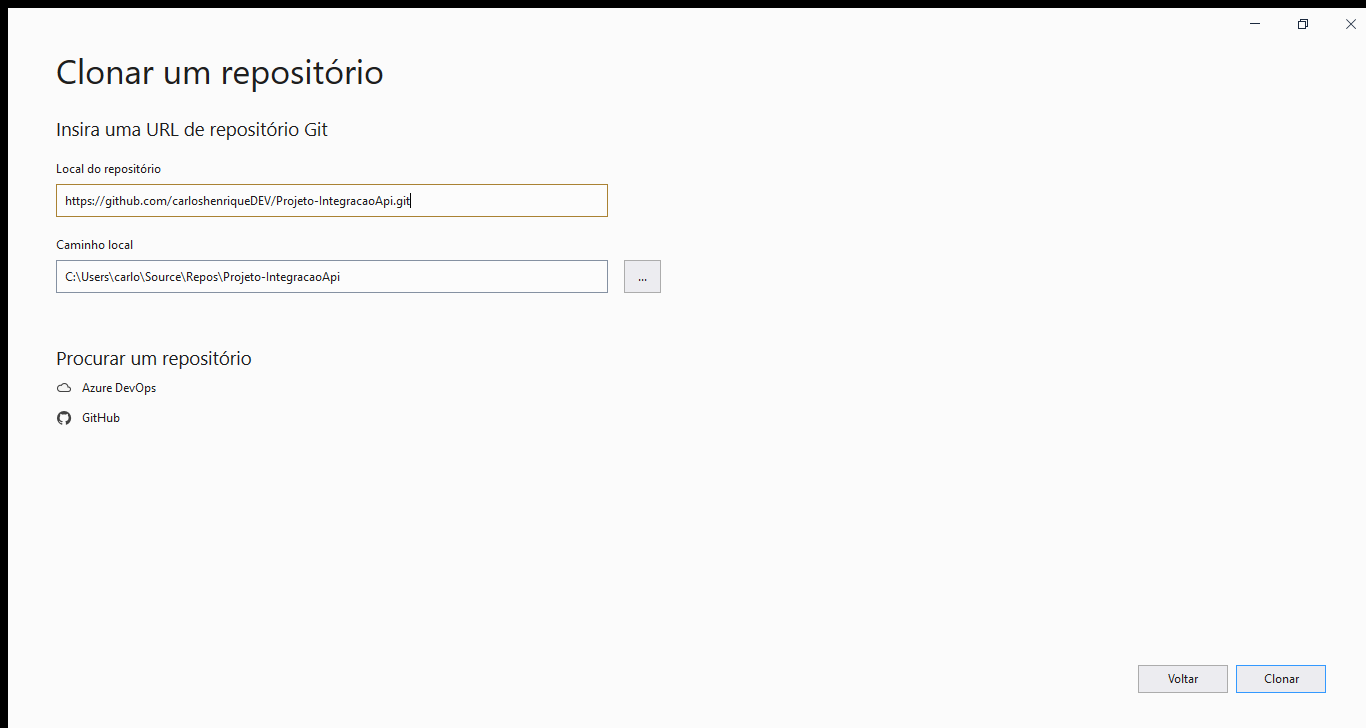 Clonar um repositório
Insira uma URL de repositório Git
Local do repositório
https://github.com/carloshenriqueDEV/Projeto-IntegracaoApi.git
Caminho local
C:\Users\carlo\Source\Repos\Projeto-IntegracaoApi
...
Procurar um repositório
Azure DevOps
GitHub
Voltar
Clonar